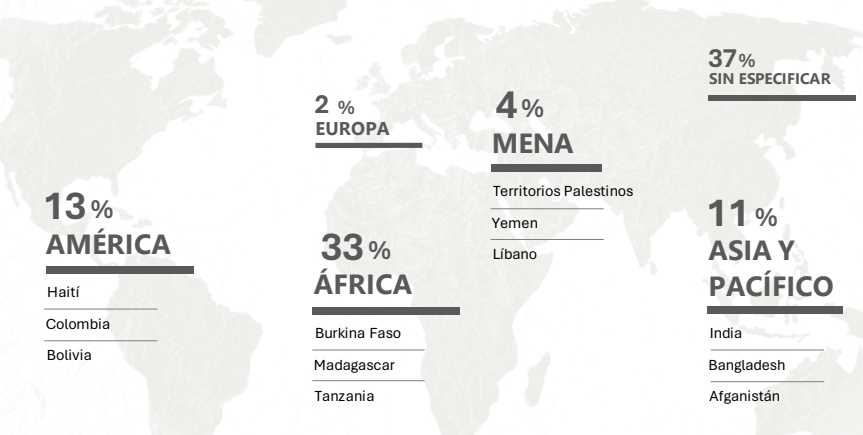 37%
SIN ESPECIFICAR
2 %
EUROPA
4%
MENA
Territorios Palestinos
Yemen
Líbano
13%
AMÉRICA
Haití
Colombia
Bolivia
33%
ÁFRICA
Burkina Faso
Madagascar
Tanzania
11%
ASIA Y
PACÍFICO
India
Bangladesh
Afganistán